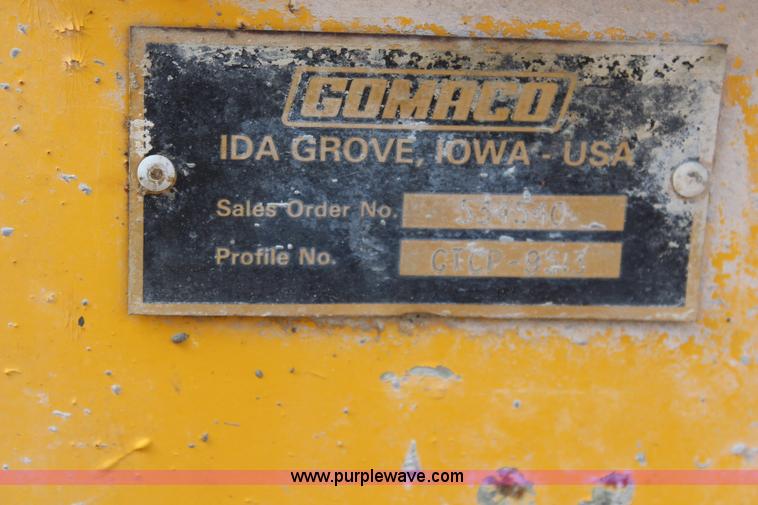 GOMACO
IDA GROVE, IOWA - USA
Sales Order No.
Profile No.
www.purplewave.com